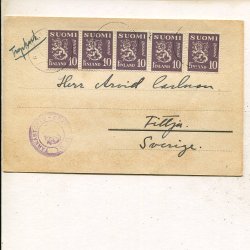 SUOMI SUOMI SUOMI SUOMI SUOMI
10 10 10 10 10
FINLAND FINLAND FINLAND FINLAND FINLAND
Herr Arvid Carlsson
Fittja
Sverige.